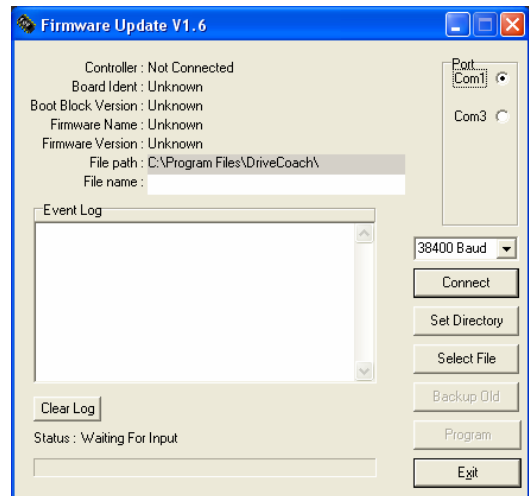 Firmware Update V1.6
Controller : Not Connected
Board Ident : Unknown
Boot Block Version : Unknown
Firmware Name : Unknown
Firmware Version : Unknown
File path : C:\Program Files\DriveCoach\
File name :
Port
Com1
Com3
Event Log
38400 Baud
Connect
Set Directory
Select File
Backup Old
Program
Exit
Clear Log
Status : Waiting For Input